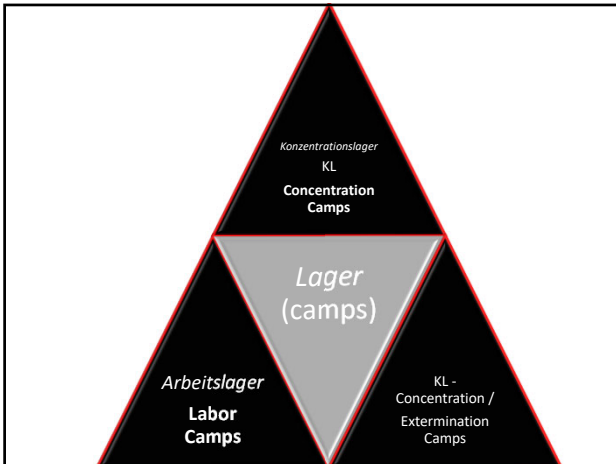 Konzentrationslager
KL
Concentration
Camps
Lager
(camps)
Arbeitslager
Labor
Camps
KL -
Concentration /
Extermination
Camps